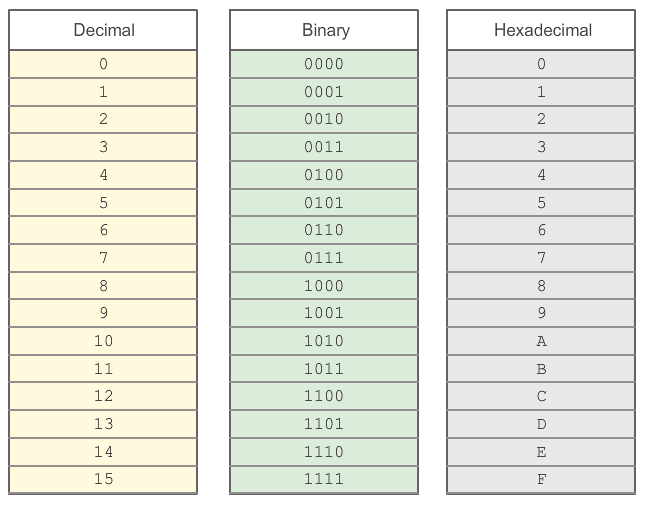 Decimal Binary Hexadecimal
0 0000 0
1 0001 1
2 0010 2
3 0011 3
4 0100 4
5 0101 5
6 0110 6
7 0111 7
8 1000 8
9 1001 9
10 1010 A
11 1011 B
12 1100 C
13 1101 D
14 1110 E
15 1111 F